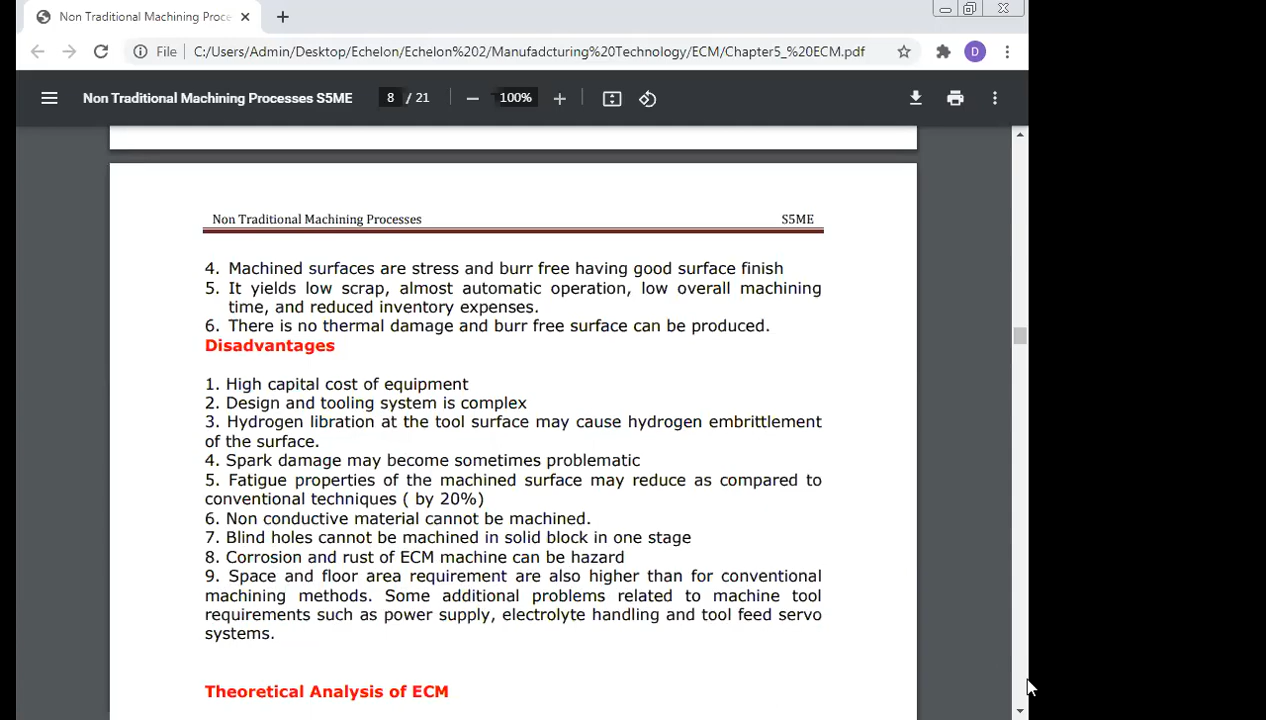 Non Traditional Machining Proce
File C:/Users/Admin/Desktop/Echelon/Echelon%202/Manufadcturing%20Technology/ECM/Chapter5_%20ECM.pdf D
Non Traditional Machining Processes S5ME 8 / 21 100%
Non Traditional Machining Processes S5ME
4. Machined surfaces are stress and burr free having good surface finish
5. It yields low scrap, almost automatic operation, low overall machining
time, and reduced inventory expenses.
6. There is no thermal damage and burr free surface can be produced.
Disadvantages
1. High capital cost of equipment
2. Design and tooling system is complex
3. Hydrogen libration at the tool surface may cause hydrogen embrittlement
of the surface.
4. Spark damage may become sometimes problematic
5. Fatigue properties of the machined surface may reduce as compared to
conventional techniques ( by 20%)
6. Non conductive material cannot be machined.
7. Blind holes cannot be machined in solid block in one stage
8. Corrosion and rust of ECM machine can be hazard
9. Space and floor area requirement are also higher than for conventional
machining methods. Some additional problems related to machine tool
requirements such as power supply, electrolyte handling and tool feed servo
systems.
Theoretical Analysis of ECM